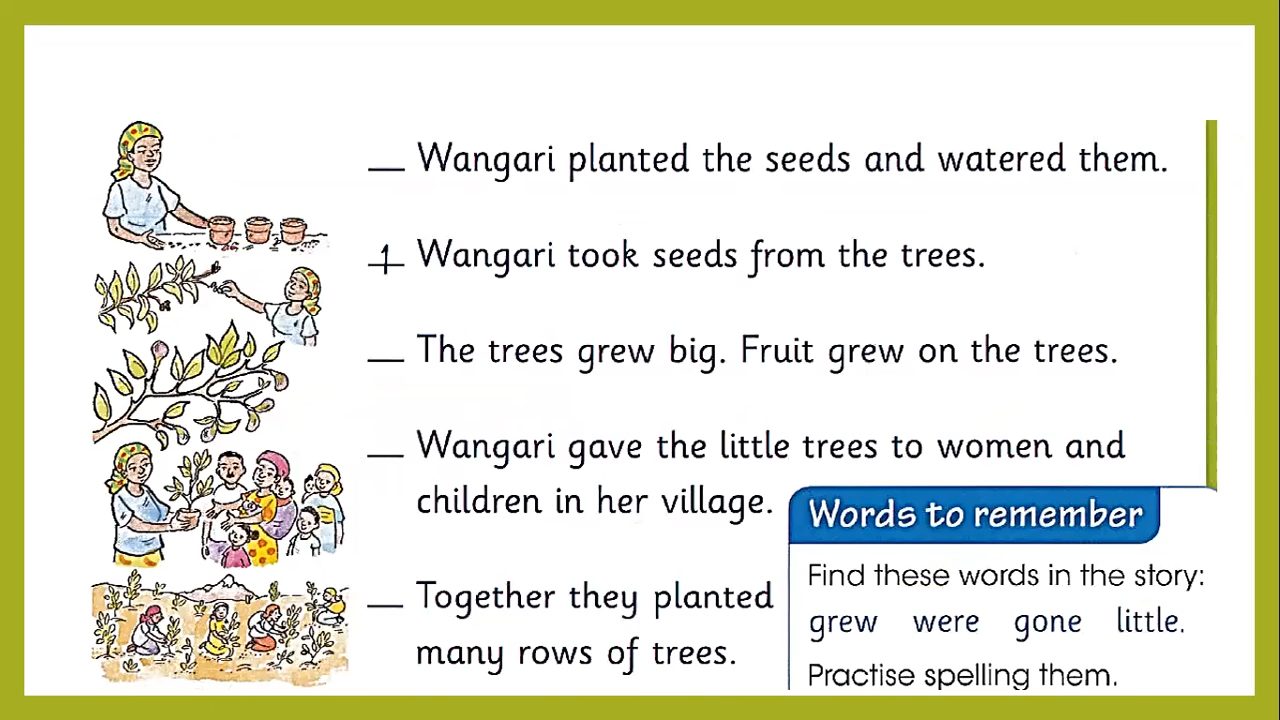 __ Wangari planted the seeds and watered them.
1 Wangari took seeds from the trees.
__ The trees grew big. Fruit grew on the trees.
__ Wangari gave the little trees to women and
children in her village.
__ Together they planted
many rows of trees.
Words to remember
Find these words in the story:
grew were gone little.
Practise spelling them.